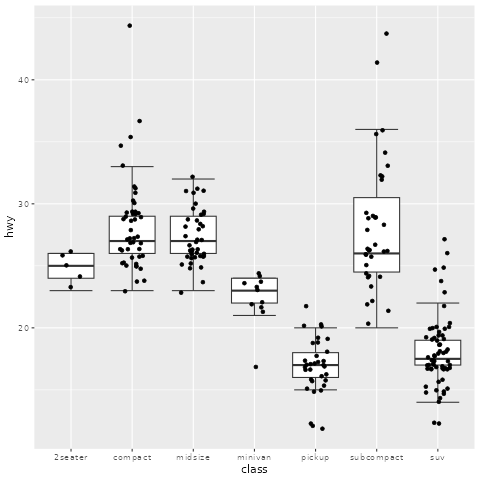 hwy
40
30
20
2seater compact midsize minivan pickup subcompact suv
class